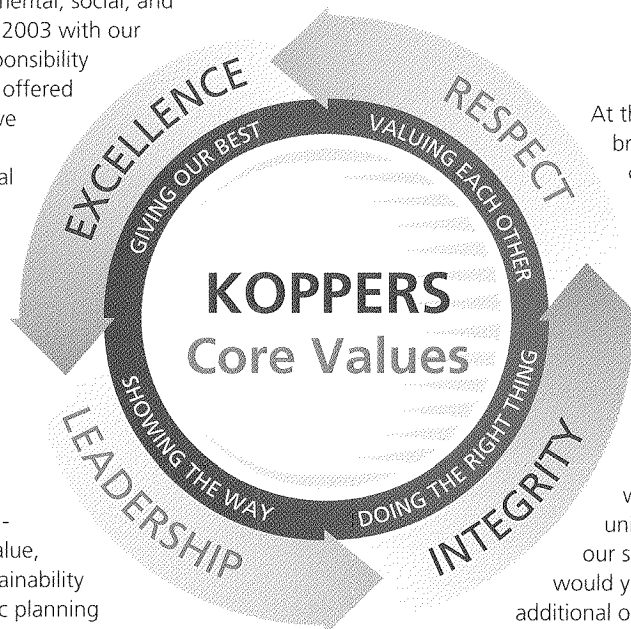 mental, social, and
2003 with our
ponsibility
offered
ve
al
-
alue,
ainability
c planning
EXCELLENCE
GIVING OUR BEST
RESPECT
VALUING EACH OTHER
KOPPERS
Core Values
SHOWING THE WAY
LEADERSHIP
DOING THE RIGHT THING
INTEGRITY
At th
br
w
uni
our s
would y
additional o